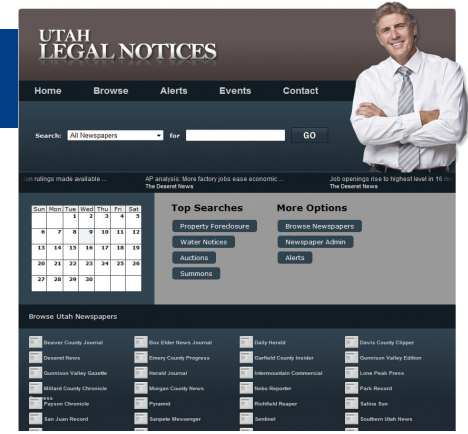 UTAH
LEGAL NOTICES
Home Browse Alerts Events Contact
Search: All Newspapers for GO
on rulings made available ... AP analysis: More factory jobs ease economic ... Job openings rise to highest level in 16
The Deseret News The Deseret News
Sun Mon Tue Wed Thu Fri Sat
1 2 3 4 5
6 7 8 9 10 11 12
13 14 15 16 17 18 19
20 21 22 23 24 25 26
27 28 29 30
Top Searches
Property Foreclosure
Water Notices
Auctions
Summons
More Options
Browse Newspapers
Newspaper Admin
Alerts
Browse Utah Newspapers
Beaver County Journal Box Elder News Journal Daily Herald Davis County Clipper
Deseret News Emery County Progress Garfield County Insider Gunnison Valley Edition
Gunnison Valley Gazette Herald Journal Intermountain Commercial Lone Peak Press
Millard County Chronicle Morgan County News Nebo Reporter Park Record
ess
Payson Chronicle Pyramid Richfield Reaper Salina Sun
San Juan Record Sanpete Messenger Sentinel Southern Utah News